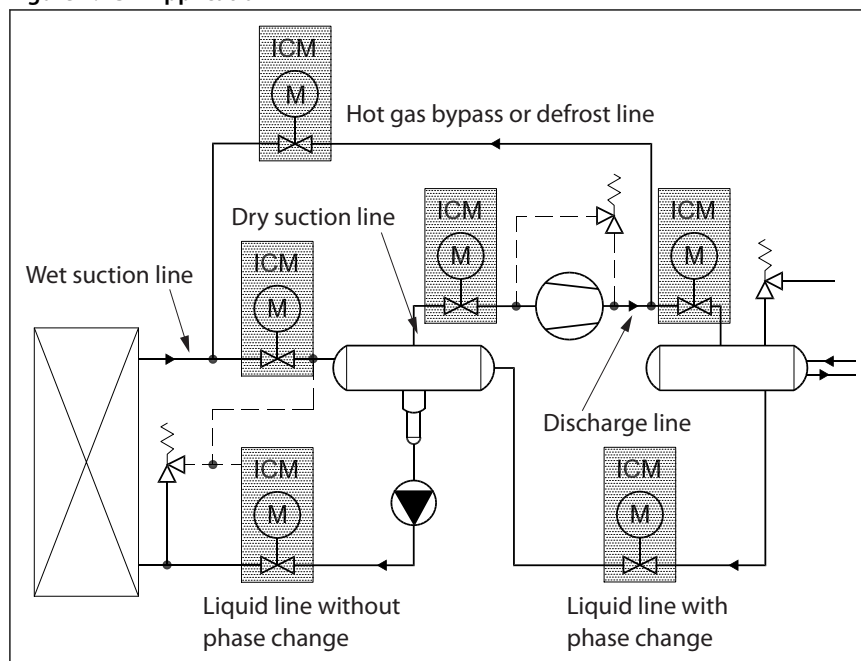 ICM
M
Hot gas bypass or defrost line
Dry suction line
ICM
M
ICM
M
Wet suction line
ICM
M
Discharge line
ICM
M
ICM
M
Liquid line without
phase change
Liquid line with
phase change